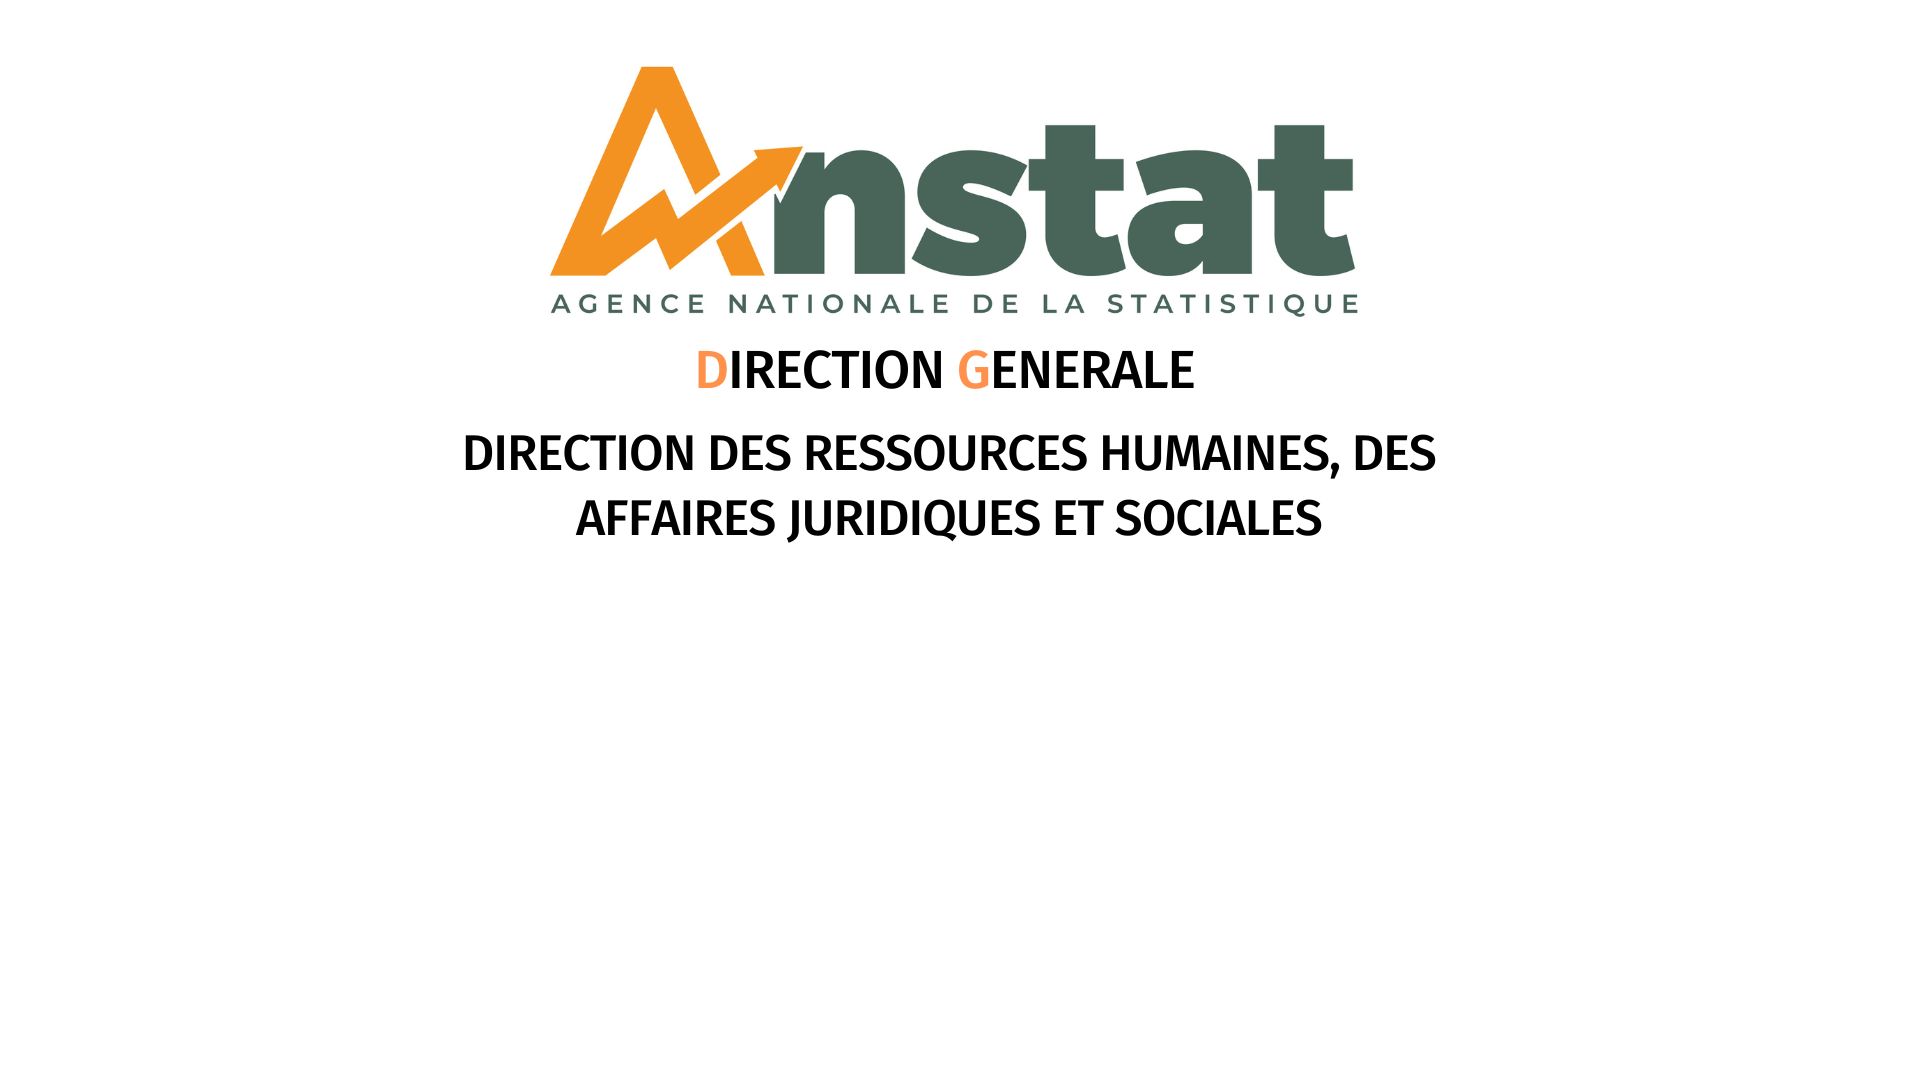 Anstat
AGENCE NATIONALE DE LA STATISTIQUE
DIRECTION GENERALE
DIRECTION DES RESSOURCES HUMAINES, DES
AFFAIRES JURIDIQUES ET SOCIALES